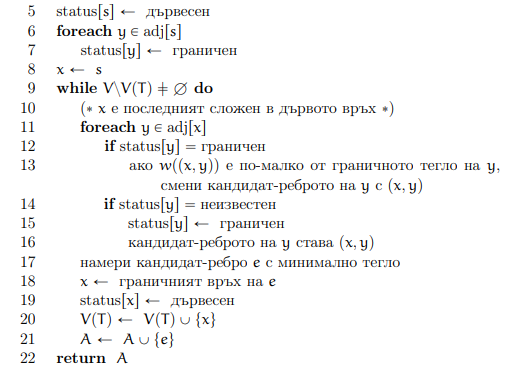 5 status[s] ← дървесен
6 foreach y ∈ adj[s]
7 status[y] ← граничен
8 x ← s
9 while V\V(T) ≠ ∅ do
10 (∗ x е последният сложен в дървото връх ∗)
11 foreach y ∈ adj[x]
12 if status[y] = граничен
13 ако w((x, y)) е по-малко от граничното тегло на y,
смени кандидат-реброто на y с (x, y)
14 if status[y] = неизвестен
15 status[y] ← граничен
16 кандидат-реброто на y става (x, y)
17 намери кандидат-ребро e с минимално тегло
18 x ← граничният връх на e
19 status[x] ← дървесен
20 V(T) ← V(T) ∪ {x}
21 A ← A ∪ {e}
22 return A